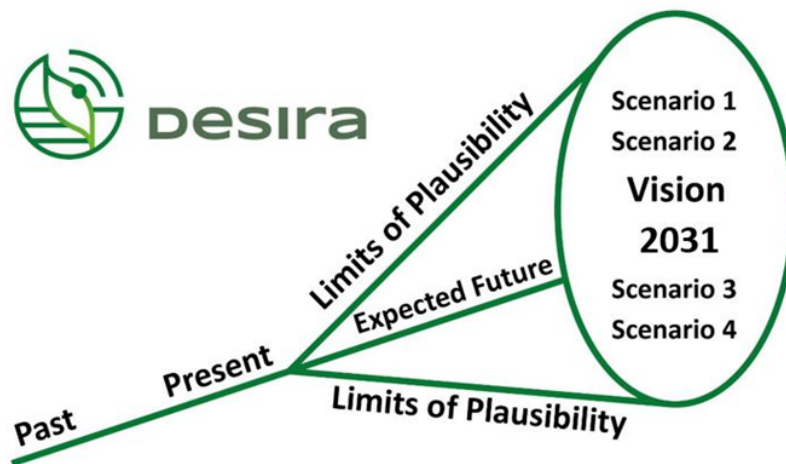 DESIRA
Limits of Plausibility
Scenario 1
Scenario 2
Vision
2031
Scenario 3
Scenario 4
Expected Future
Present
Past
Limits of Plausibility